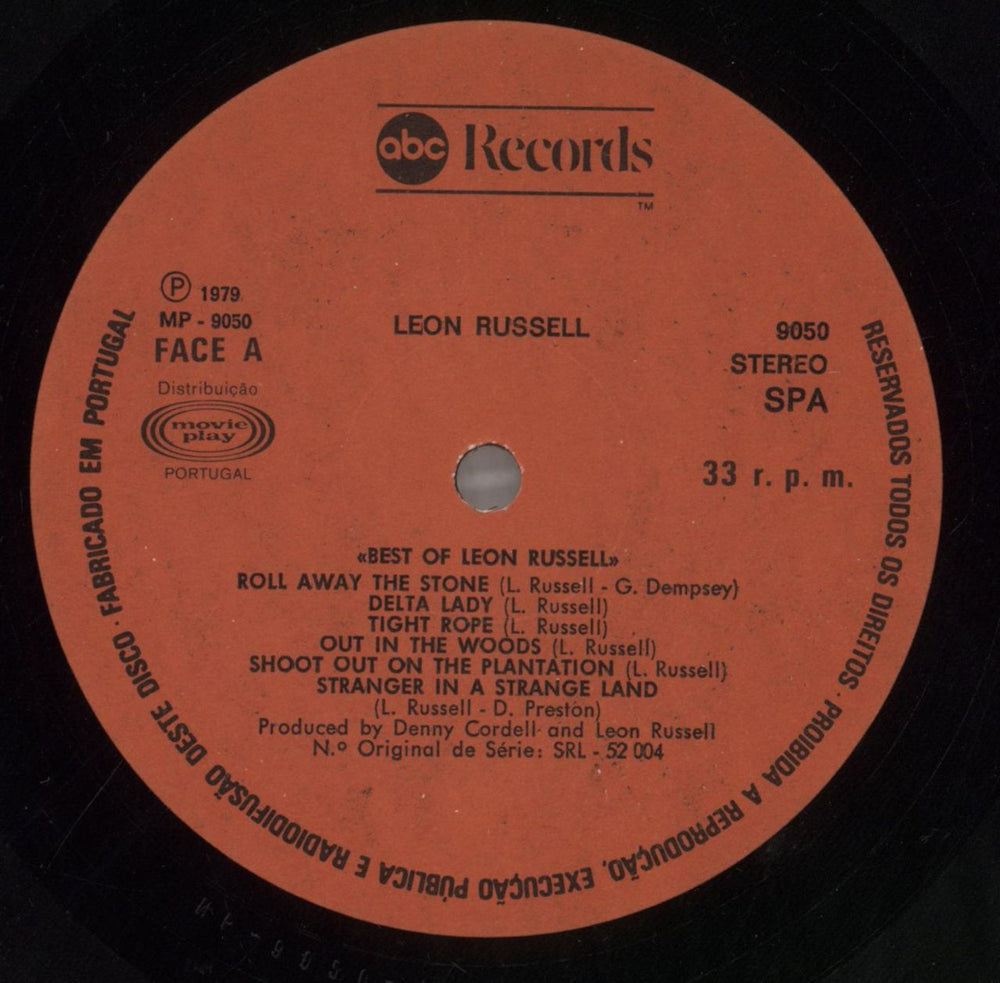 abc Records
TM
Ⓟ 1979
MP - 9050
FACE A
Distribuição
movie
play
PORTUGAL
LEON RUSSELL
9050
STEREO
SPA
33 r. p. m.
«BEST OF LEON RUSSELL»
ROLL AWAY THE STONE (L. Russell - G. Dempsey)
DELTA LADY (L. Russell)
TIGHT ROPE (L. Russell)
OUT IN THE WOODS (L. Russell)
SHOOT OUT ON THE PLANTATION (L. Russell)
STRANGER IN A STRANGE LAND
(L. Russell - D. Preston)
Produced by Denny Cordell and Leon Russell
N.º Original de Série: SRL - 52 004
RESERVADOS TODOS OS DIREITOS · PROIBIDA A REPRODUÇÃO, EXECUÇÃO PÚBLICA E RADIODIFUSÃO DESTE DISCO · FABRICADO EM PORTUGAL